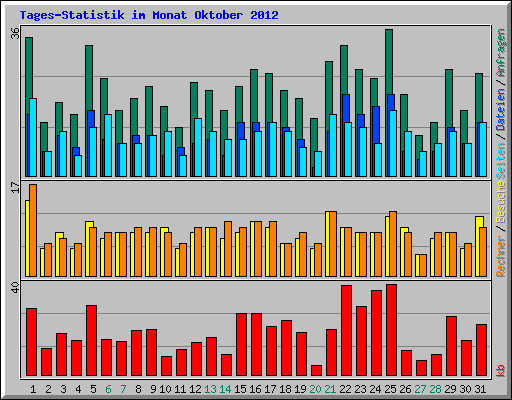 Tages-Statistik im Monat Oktober 2012
36
17
40
Rechner / Besuche
Seiten / Dateien / Anfragen
kb
1 2 3 4 5 6 7 8 9 10 11 12 13 14 15 16 17 18 19 20 21 22 23 24 25 26 27 28 29 30 31